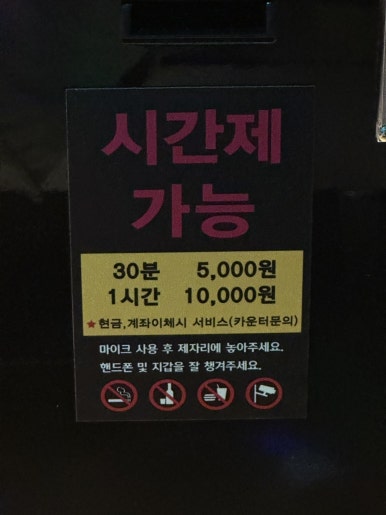 시간제
가능
30분 5,000원
1시간 10,000원
★현금,계좌이체시 서비스(카운터문의)
마이크 사용 후 제자리에 놓아주세요.
핸드폰 및 지갑을 잘 챙겨주세요.